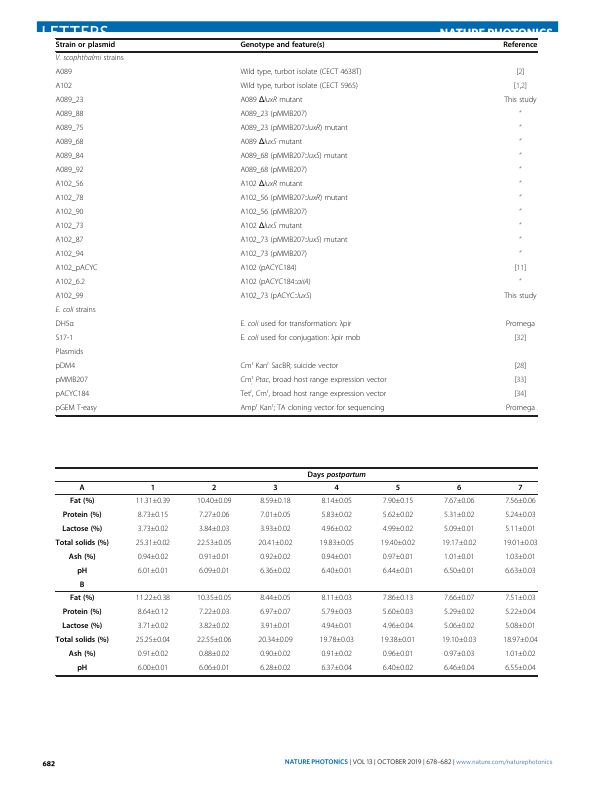 LETTERS NATURE PHOTONICS
Strain or plasmid Genotype and feature(s) Reference
V. scophthalmi strains
A089 Wild type, turbot isolate (CECT 4638T) [2]
A102 Wild type, turbot isolate (CECT 5965) [1,2]
A089_23 A089 ΔluxR mutant This study
A089_88 A089_23 (pMMB207) "
A089_75 A089_23 (pMMB207::luxR) mutant "
A089_68 A089 ΔluxS mutant "
A089_84 A089_68 (pMMB207::luxS) mutant "
A089_92 A089_68 (pMMB207) "
A102_56 A102 ΔluxR mutant "
A102_78 A102_56 (pMMB207::luxR) mutant "
A102_90 A102_56 (pMMB207) "
A102_73 A102 ΔluxS mutant "
A102_87 A102_73 (pMMB207::luxS) mutant "
A102_94 A102_73 (pMMB207) "
A102_pACYC A102 (pACYC184) [11]
A102_6.2 A102 (pACYC184::aiiA) "
A102_99 A102_73 (pACYC::luxS) This study
E. coli strains
DH5α E. coli used for transformation: λpir Promega
S17-1 E. coli used for conjugation: λpir mob [32]
Plasmids
pDM4 Cmʳ Kanʳ SacBR; suicide vector [28]
pMMB207 Cmʳ Ptac, broad host range expression vector [33]
pACYC184 Tetʳ, Cmʳ, broad host range expression vector [34]
pGEM T-easy Ampʳ Kanʳ; TA cloning vector for sequencing Promega
Days postpartum
A 1 2 3 4 5 6 7
Fat (%) 11.31±0.39 10.40±0.09 8.59±0.18 8.14±0.05 7.90±0.15 7.67±0.06 7.56±0.06
Protein (%) 8.73±0.15 7.27±0.06 7.01±0.05 5.83±0.02 5.62±0.02 5.31±0.02 5.24±0.03
Lactose (%) 3.73±0.02 3.84±0.03 3.93±0.02 4.96±0.02 4.99±0.02 5.09±0.01 5.11±0.01
Total solids (%) 25.31±0.02 22.53±0.05 20.41±0.02 19.83±0.05 19.40±0.02 19.17±0.02 19.01±0.03
Ash (%) 0.94±0.02 0.91±0.01 0.92±0.02 0.94±0.01 0.97±0.01 1.01±0.01 1.03±0.01
pH 6.01±0.01 6.09±0.01 6.36±0.02 6.40±0.01 6.44±0.01 6.50±0.01 6.63±0.03
B
Fat (%) 11.22±0.38 10.35±0.05 8.44±0.05 8.11±0.03 7.86±0.13 7.66±0.07 7.51±0.03
Protein (%) 8.64±0.12 7.22±0.03 6.97±0.07 5.79±0.03 5.60±0.03 5.29±0.02 5.22±0.04
Lactose (%) 3.71±0.02 3.82±0.02 3.91±0.01 4.94±0.01 4.96±0.04 5.06±0.02 5.08±0.01
Total solids (%) 25.25±0.04 22.55±0.06 20.34±0.09 19.78±0.03 19.38±0.01 19.10±0.03 18.97±0.04
Ash (%) 0.91±0.02 0.88±0.02 0.90±0.02 0.91±0.02 0.96±0.01 0.97±0.03 1.01±0.02
pH 6.00±0.01 6.06±0.01 6.28±0.02 6.37±0.04 6.40±0.02 6.46±0.04 6.55±0.04
682 NATURE PHOTONICS | VOL 13 | OCTOBER 2019 | 678–682 | www.nature.com/naturephotonics